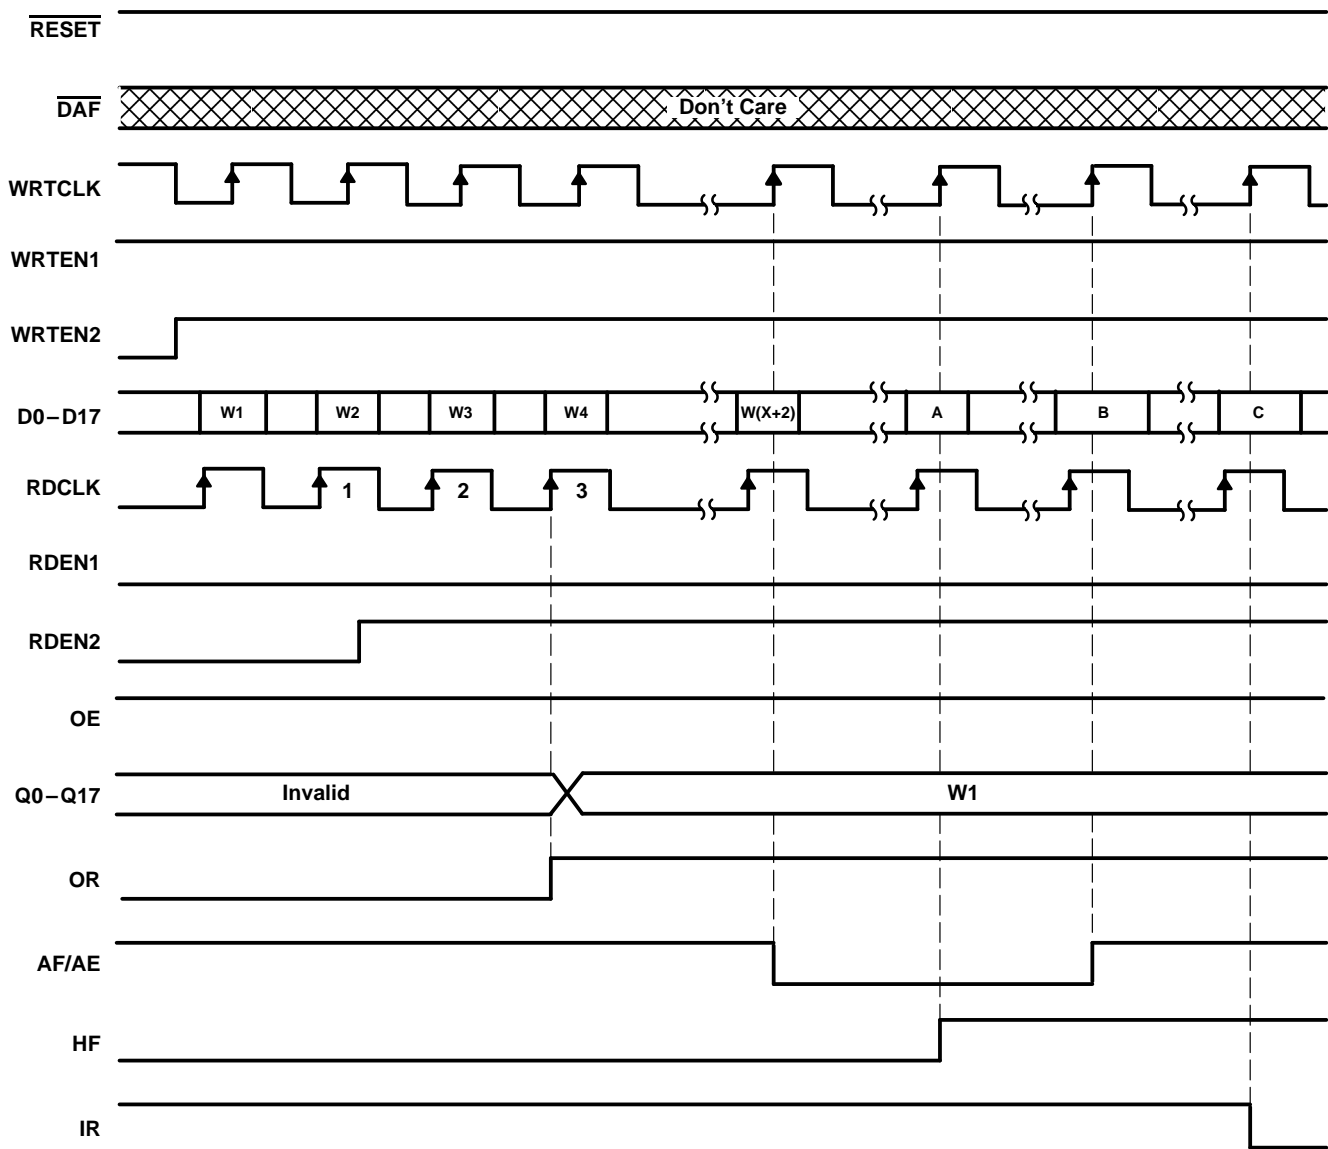 RESET
DAF
Don't Care
WRTCLK
WRTEN1
WRTEN2
D0–D17 W1 W2 W3 W4 W(X+2) A B C
RDCLK 1 2 3
RDEN1
RDEN2
OE
Q0–Q17 Invalid W1
OR
AF/AE
HF
IR